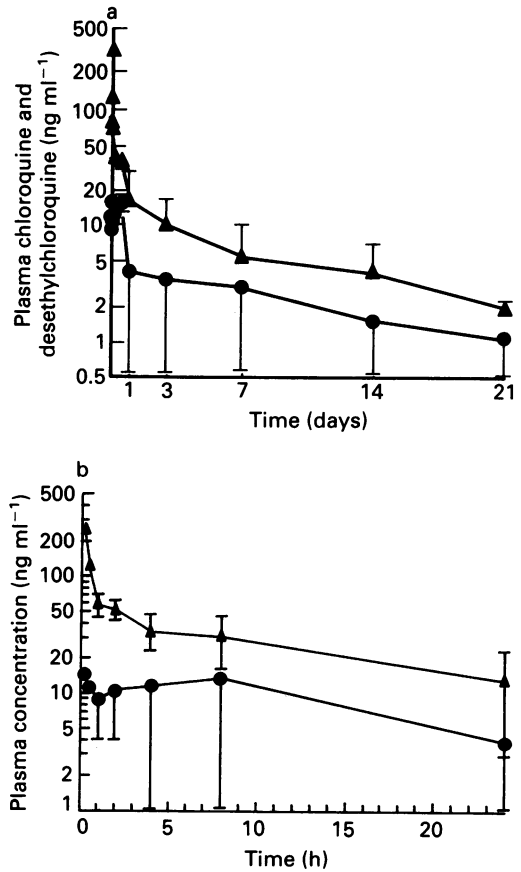 a
Plasma chloroquine and
desethylchloroquine (ng ml⁻¹)
500
200
100
50
20
10
5
2
1
0.5
1 3 7 14 21
Time (days)
b
Plasma concentration (ng ml⁻¹)
500
200
100
50
20
10
5
2
1
0 5 10 15 20
Time (h)